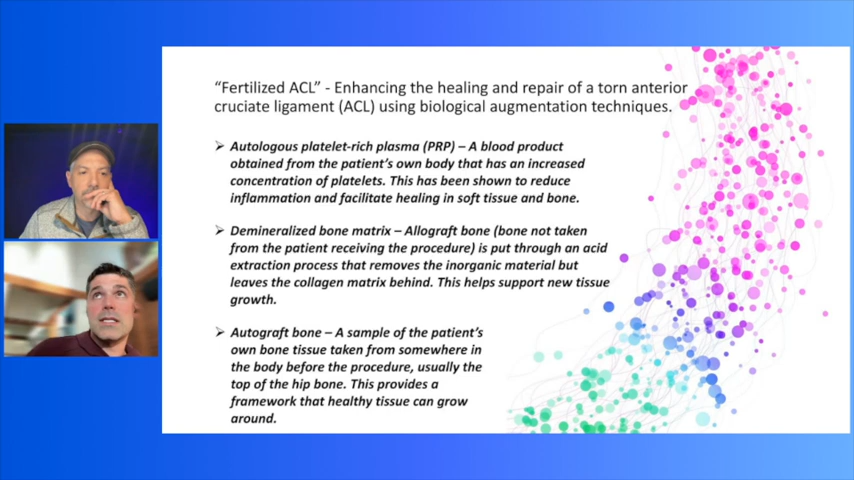 “Fertilized ACL” - Enhancing the healing and repair of a torn anterior
cruciate ligament (ACL) using biological augmentation techniques.
➢ Autologous platelet-rich plasma (PRP) – A blood product
obtained from the patient’s own body that has an increased
concentration of platelets. This has been shown to reduce
inflammation and facilitate healing in soft tissue and bone.
➢ Demineralized bone matrix – Allograft bone (bone not taken
from the patient receiving the procedure) is put through an acid
extraction process that removes the inorganic material but
leaves the collagen matrix behind. This helps support new tissue
growth.
➢ Autograft bone – A sample of the patient’s
own bone tissue taken from somewhere in
the body before the procedure, usually the
top of the hip bone. This provides a
framework that healthy tissue can grow
around.